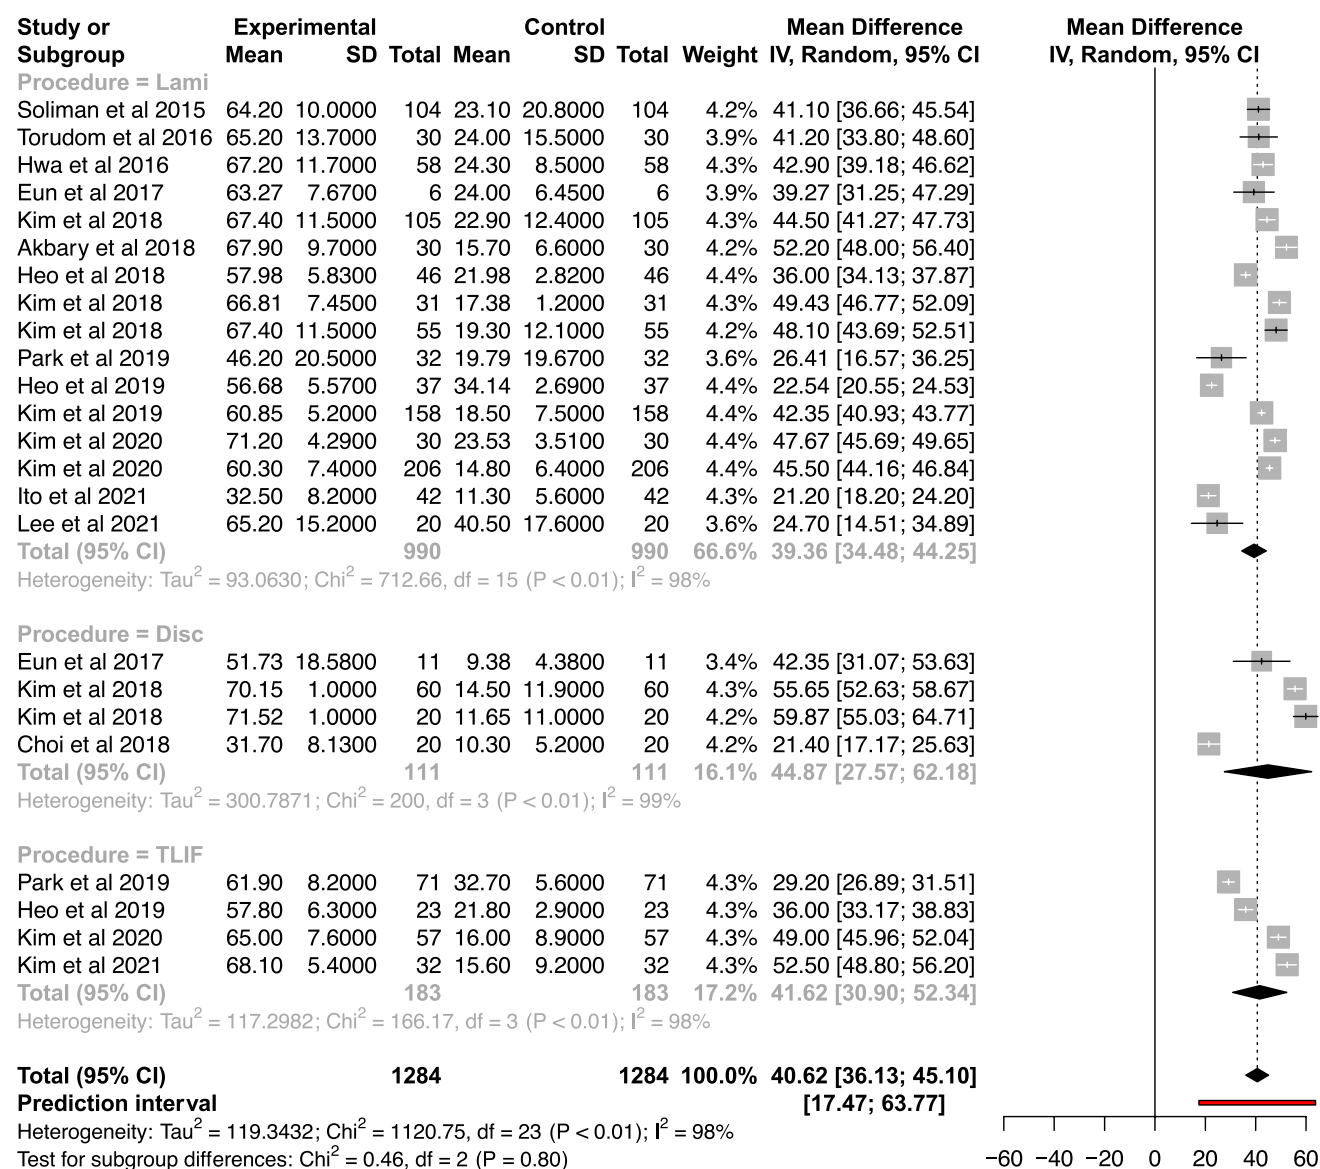 Study or Experimental Control Mean Difference Mean Difference
Subgroup Mean SD Total Mean SD Total Weight IV, Random, 95% CI IV, Random, 95% CI
Procedure = Lami
Soliman et al 2015 64.20 10.0000 104 23.10 20.8000 104 4.2% 41.10 [36.66; 45.54]
Torudom et al 2016 65.20 13.7000 30 24.00 15.5000 30 3.9% 41.20 [33.80; 48.60]
Hwa et al 2016 67.20 11.7000 58 24.30 8.5000 58 4.3% 42.90 [39.18; 46.62]
Eun et al 2017 63.27 7.6700 6 24.00 6.4500 6 3.9% 39.27 [31.25; 47.29]
Kim et al 2018 67.40 11.5000 105 22.90 12.4000 105 4.3% 44.50 [41.27; 47.73]
Akbary et al 2018 67.90 9.7000 30 15.70 6.6000 30 4.2% 52.20 [48.00; 56.40]
Heo et al 2018 57.98 5.8300 46 21.98 2.8200 46 4.4% 36.00 [34.13; 37.87]
Kim et al 2018 66.81 7.4500 31 17.38 1.2000 31 4.3% 49.43 [46.77; 52.09]
Kim et al 2018 67.40 11.5000 55 19.30 12.1000 55 4.2% 48.10 [43.69; 52.51]
Park et al 2019 46.20 20.5000 32 19.79 19.6700 32 3.6% 26.41 [16.57; 36.25]
Heo et al 2019 56.68 5.5700 37 34.14 2.6900 37 4.4% 22.54 [20.55; 24.53]
Kim et al 2019 60.85 5.2000 158 18.50 7.5000 158 4.4% 42.35 [40.93; 43.77]
Kim et al 2020 71.20 4.2900 30 23.53 3.5100 30 4.4% 47.67 [45.69; 49.65]
Kim et al 2020 60.30 7.4000 206 14.80 6.4000 206 4.4% 45.50 [44.16; 46.84]
Ito et al 2021 32.50 8.2000 42 11.30 5.6000 42 4.3% 21.20 [18.20; 24.20]
Lee et al 2021 65.20 15.2000 20 40.50 17.6000 20 3.6% 24.70 [14.51; 34.89]
Total (95% CI) 990 990 66.6% 39.36 [34.48; 44.25]
Heterogeneity: Tau² = 93.0630; Chi² = 712.66, df = 15 (P < 0.01); I² = 98%
Procedure = Disc
Eun et al 2017 51.73 18.5800 11 9.38 4.3800 11 3.4% 42.35 [31.07; 53.63]
Kim et al 2018 70.15 1.0000 60 14.50 11.9000 60 4.3% 55.65 [52.63; 58.67]
Kim et al 2018 71.52 1.0000 20 11.65 11.0000 20 4.2% 59.87 [55.03; 64.71]
Choi et al 2018 31.70 8.1300 20 10.30 5.2000 20 4.2% 21.40 [17.17; 25.63]
Total (95% CI) 111 111 16.1% 44.87 [27.57; 62.18]
Heterogeneity: Tau² = 300.7871; Chi² = 200, df = 3 (P < 0.01); I² = 99%
Procedure = TLIF
Park et al 2019 61.90 8.2000 71 32.70 5.6000 71 4.3% 29.20 [26.89; 31.51]
Heo et al 2019 57.80 6.3000 23 21.80 2.9000 23 4.3% 36.00 [33.17; 38.83]
Kim et al 2020 65.00 7.6000 57 16.00 8.9000 57 4.3% 49.00 [45.96; 52.04]
Kim et al 2021 68.10 5.4000 32 15.60 9.2000 32 4.3% 52.50 [48.80; 56.20]
Total (95% CI) 183 183 17.2% 41.62 [30.90; 52.34]
Heterogeneity: Tau² = 117.2982; Chi² = 166.17, df = 3 (P < 0.01); I² = 98%
Total (95% CI) 1284 1284 100.0% 40.62 [36.13; 45.10]
Prediction interval [17.47; 63.77]
Heterogeneity: Tau² = 119.3432; Chi² = 1120.75, df = 23 (P < 0.01); I² = 98%
Test for subgroup differences: Chi² = 0.46, df = 2 (P = 0.80) −60 −40 −20 0 20 40 60